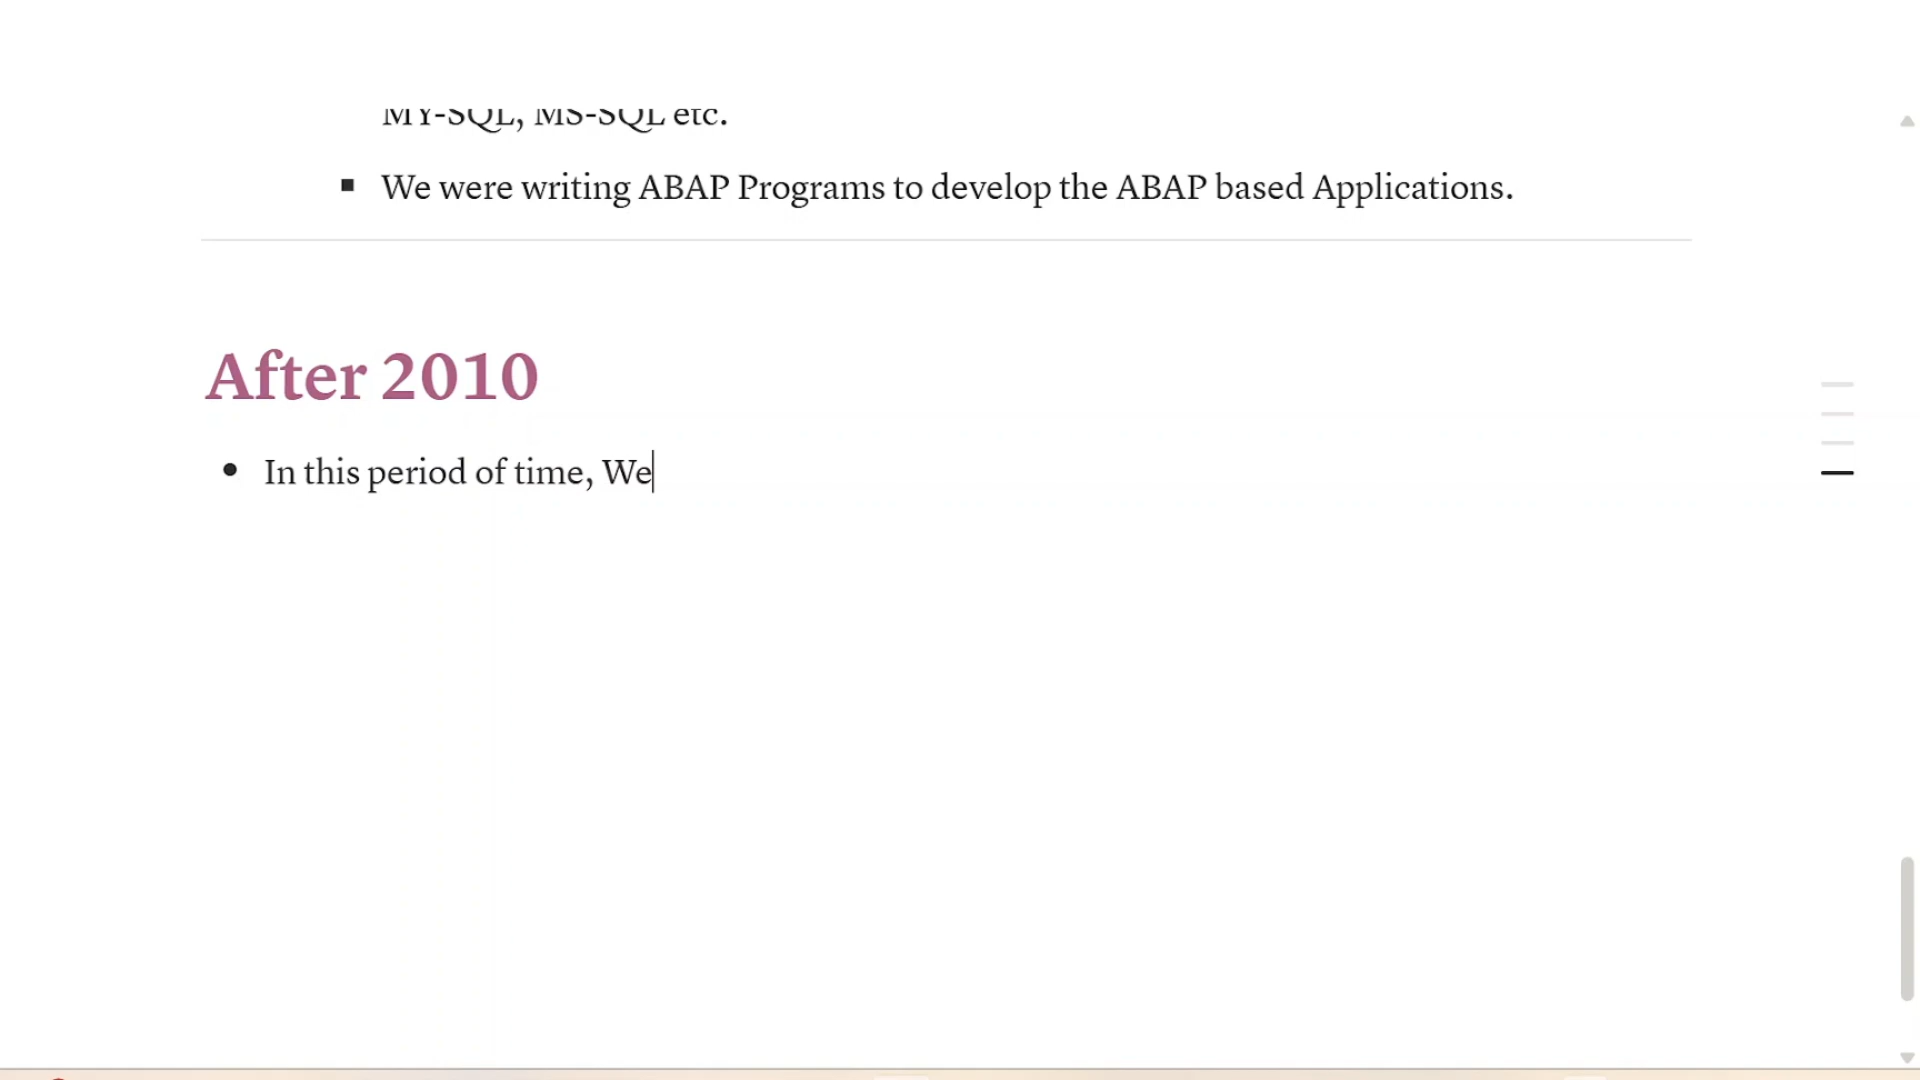 MY-SQL, MS-SQL etc.
We were writing ABAP Programs to develop the ABAP based Applications.
After 2010
In this period of time, We